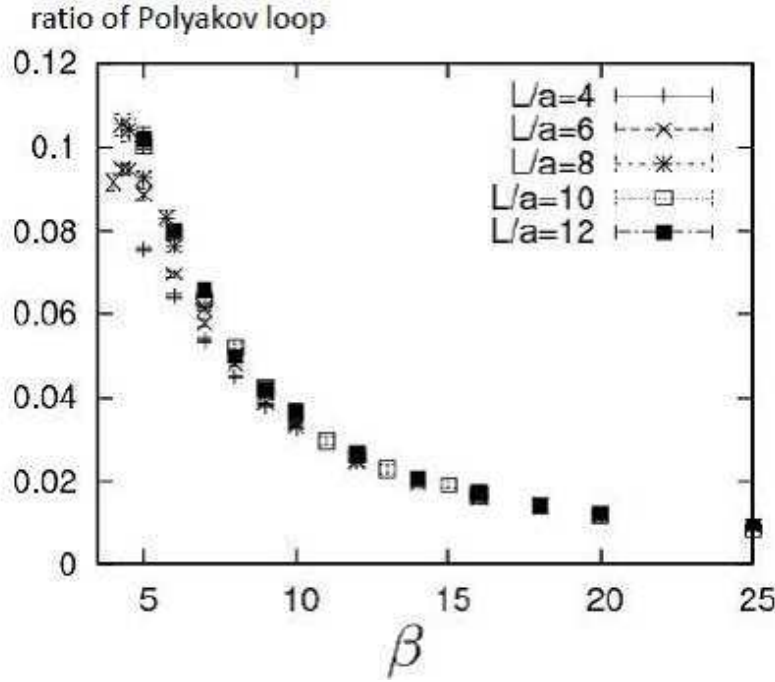 ratio of Polyakov loop
0.12
0.1
0.08
0.06
0.04
0.02
0
L/a=4
L/a=6
L/a=8
L/a=10
L/a=12
5 10 15 20 25
β